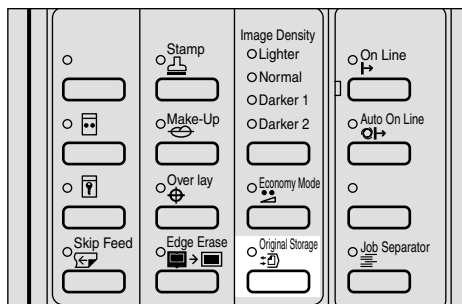 Stamp
Make-Up
Over lay
Skip Feed
Edge Erase
Image Density
Lighter
Normal
Darker 1
Darker 2
Economy Mode
Original Storage
On Line
Auto On Line
Job Separator